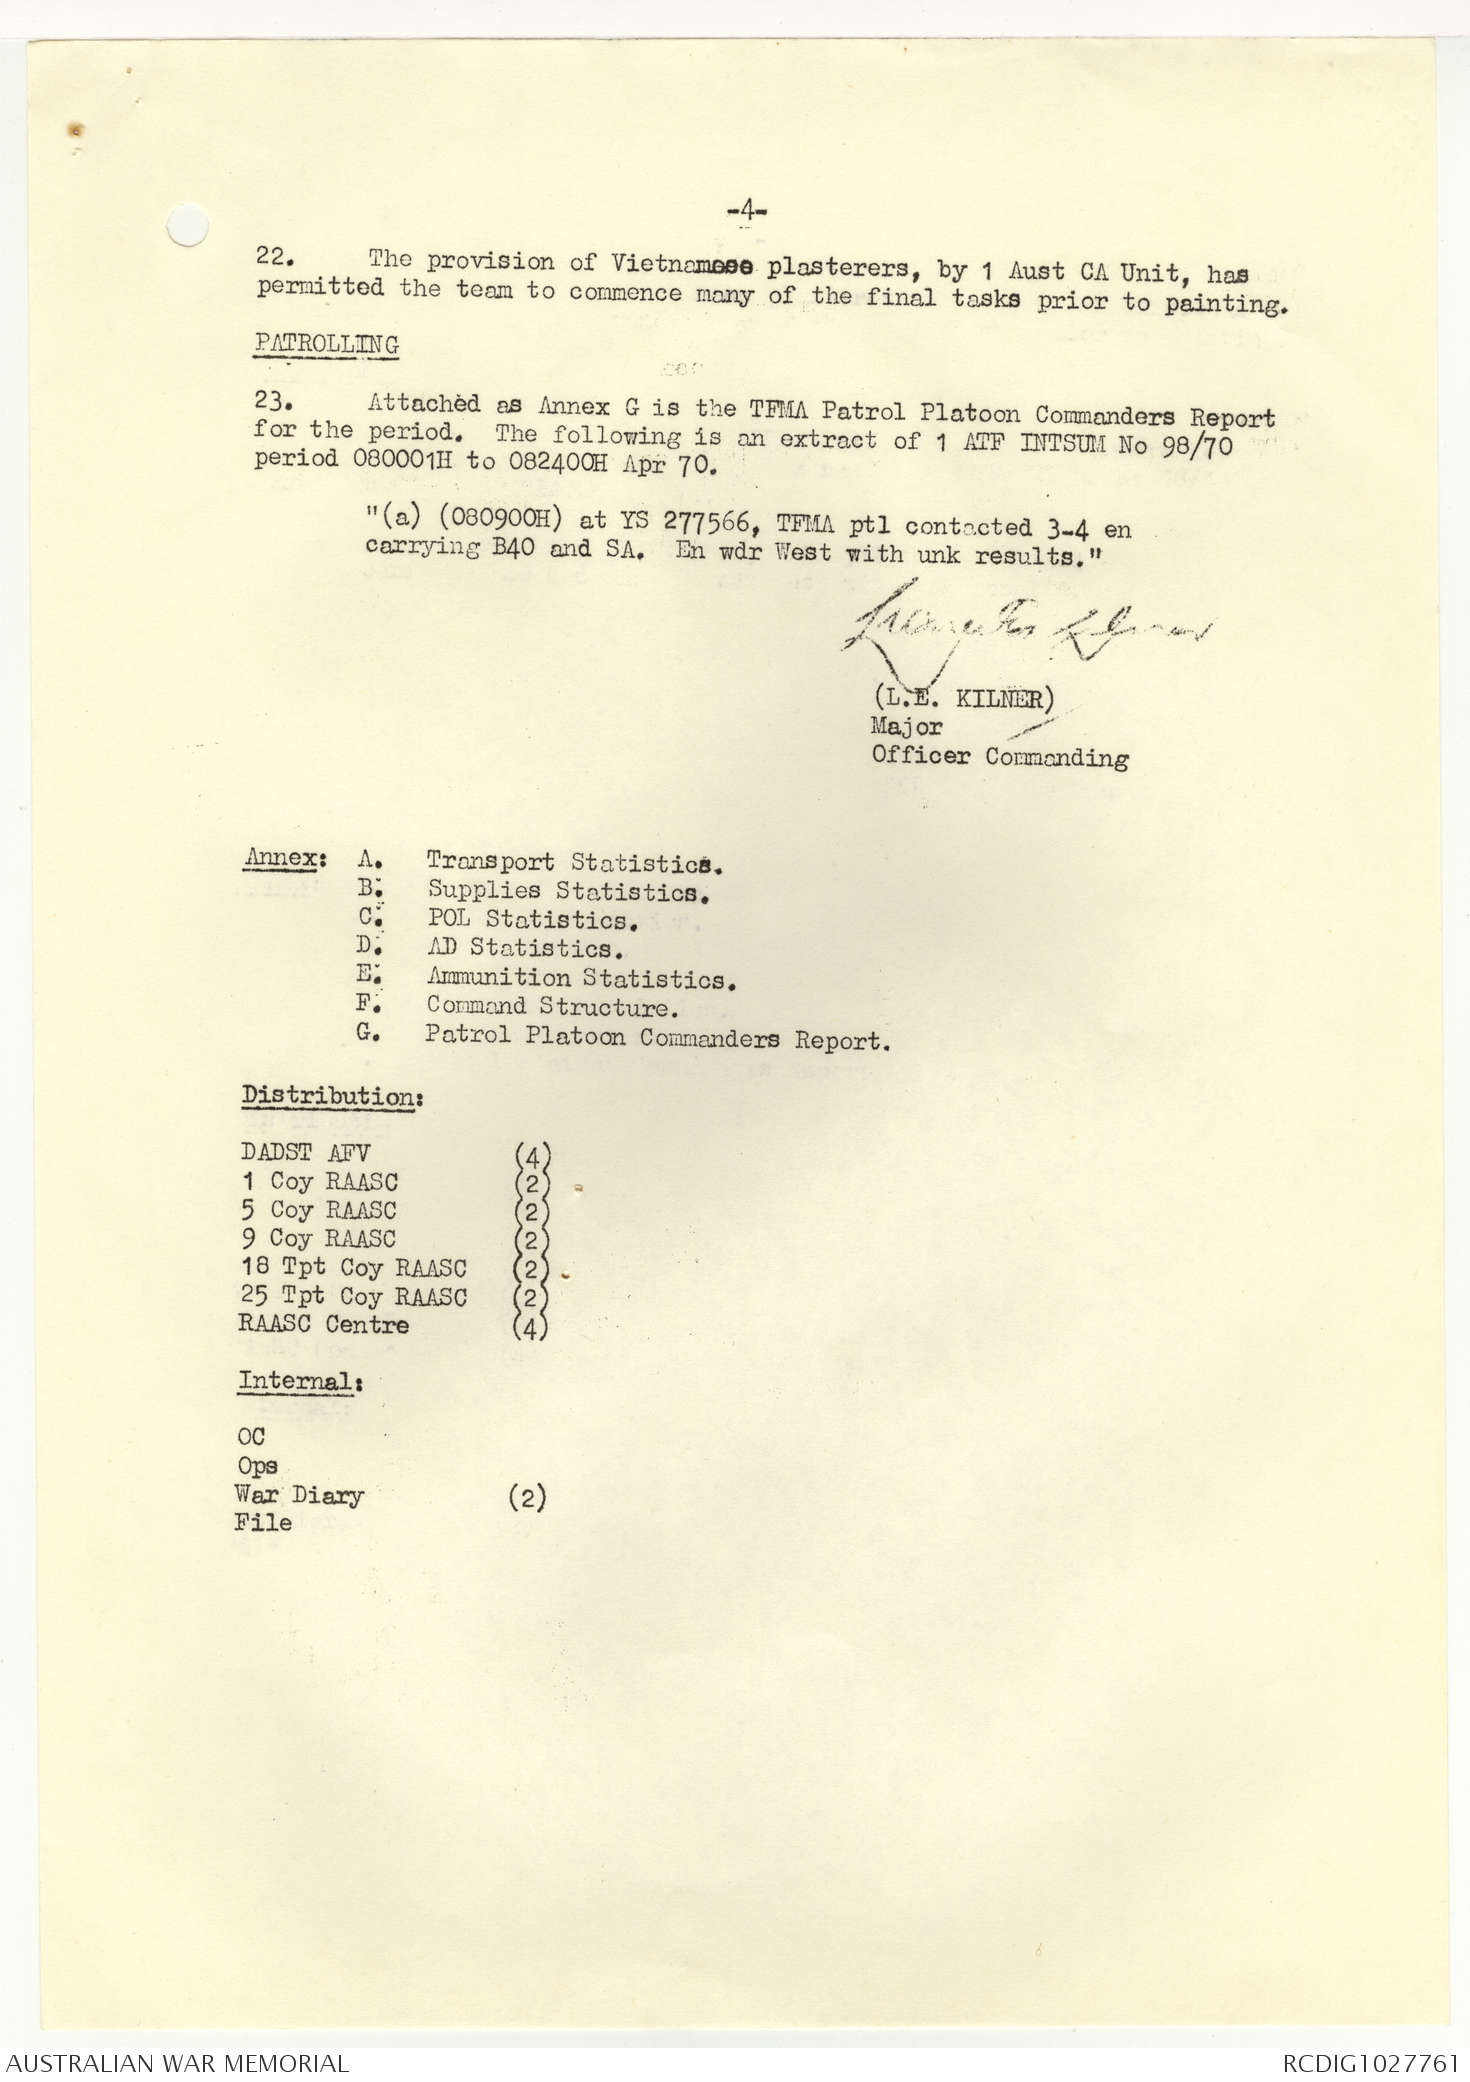 -4-
22. The provision of Vietnamese plasterers, by 1 Aust CA Unit, has
permitted the team to commence many of the final tasks prior to painting.
PATROLLING
23. Attached as Annex G is the TFMA Patrol Platoon Commanders Report
for the period. The following is an extract of 1 ATF INTSUM No 98/70
period 080001H to 082400H Apr 70.
"(a) (080900H) at YS 277566, TFMA ptl contacted 3-4 en
carrying B40 and SA. En wdr West with unk results."
(L.E. KILNER)
Major
Officer Commanding
Annex: A. Transport Statistics.
B. Supplies Statistics.
C. POL Statistics.
D. AD Statistics.
E. Ammunition Statistics.
F. Command Structure.
G. Patrol Platoon Commanders Report.
Distribution:
DADST AFV (4)
1 Coy RAASC (2)
5 Coy RAASC (2)
9 Coy RAASC (2)
18 Tpt Coy RAASC (2)
25 Tpt Coy RAASC (2)
RAASC Centre (4)
Internal:
OC
Ops
War Diary (2)
File
AUSTRALIAN WAR MEMORIAL RCDIG1027761